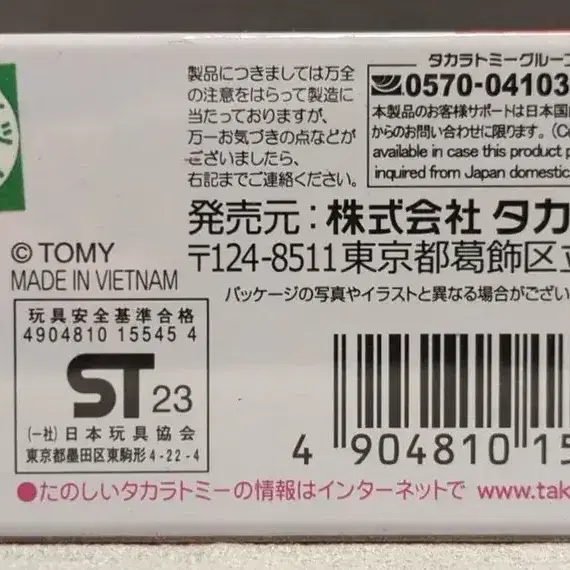 製品につきましては万全
の注意をはらって製造に
当たっておりますが、
万一お気づきの点などが
ございましたら、
右記までご連絡ください。
タカラトミーグループ
0570-04103
本製品のお客様サポートは日本国
からのお問い合わせに限ります。(C
available in case this product p
inquired from Japan domestic
発売元:株式会社 タカ
〒124-8511東京都葛飾区立
パッケージの写真やイラストと異なる場合がござい
© TOMY
MADE IN VIETNAM
玩具安全基準合格
4904810 15545 4
ST 23
(一社)日本玩具協会
東京都墨田区東駒形4-22-4
4 904810 15
●たのしいタカラトミーの情報はインターネットで www.tak